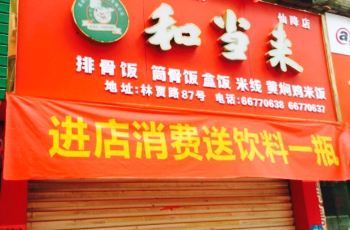 仙降店
和当来
排骨饭 筒骨饭 盒饭 米线 黄焖鸡米饭
地址:林贾路87号 电话:66770638 66770637
进店消费送饮料一瓶